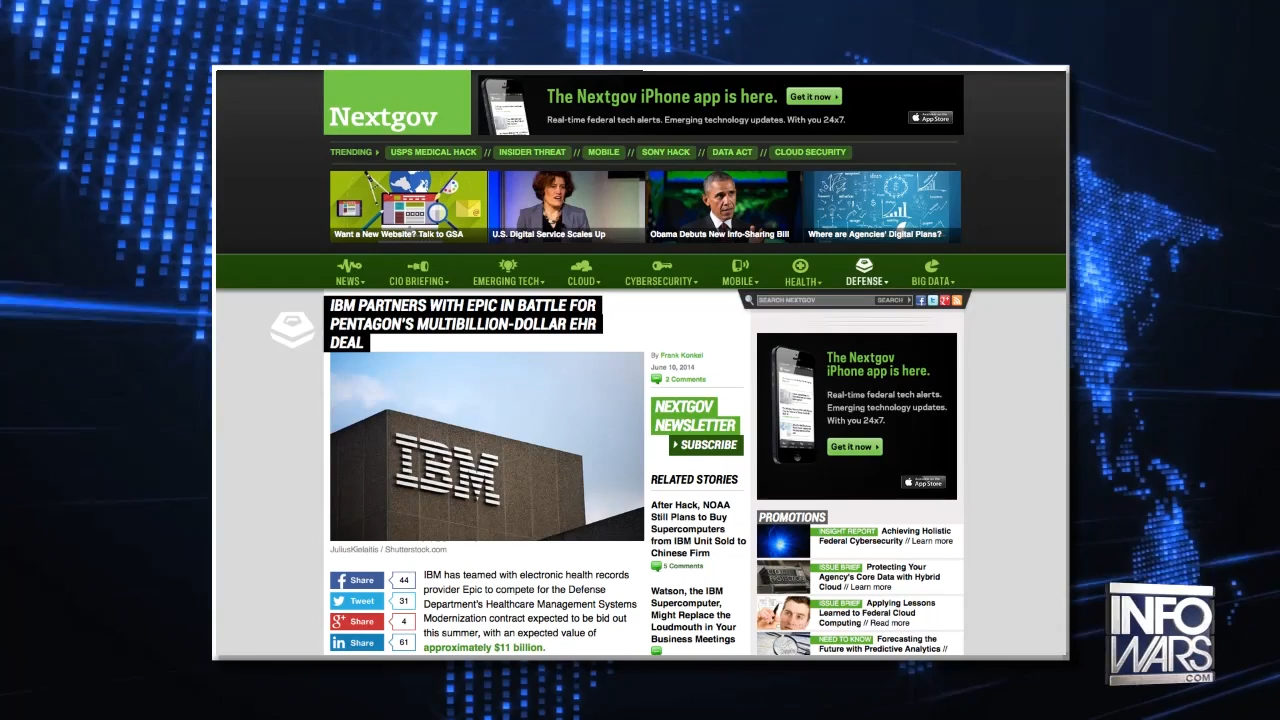 Nextgov
The Nextgov iPhone app is here.
Get it now
Real-time federal tech alerts. Emerging technology updates. With you 24x7.
App Store
TRENDING
USPS MEDICAL HACK // INSIDER THREAT // MOBILE // SONY HACK // DATA ACT // CLOUD SECURITY
Want a New Website? Talk to GSA
U.S. Digital Service Scales Up
Obama Debuts New Info-Sharing Bill
Where are Agencies' Digital Plans?
NEWS
CIO BRIEFING
EMERGING TECH
CLOUD
CYBERSECURITY
MOBILE
HEALTH
DEFENSE
BIG DATA
SEARCH NEXTGOV
SEARCH
IBM PARTNERS WITH EPIC IN BATTLE FOR
PENTAGON'S MULTIBILLION-DOLLAR EHR
DEAL
IBM
JuliusKielaitis / Shutterstock.com
Share 44
Tweet 31
Share 4
Share 61
IBM has teamed with electronic health records
provider Epic to compete for the Defense
Department's Healthcare Management Systems
Modernization contract expected to be bid out
this summer, with an expected value of
approximately $11 billion.
By Frank Konkel
June 10, 2014
2 Comments
NEXTGOV
NEWSLETTER
SUBSCRIBE
RELATED STORIES
After Hack, NOAA
Still Plans to Buy
Supercomputers
from IBM Unit Sold to
Chinese Firm
5 Comments
Watson, the IBM
Supercomputer,
Might Replace the
Loudmouth in Your
Business Meetings
The Nextgov
iPhone app is here.
Real-time federal tech alerts.
Emerging technology updates.
With you 24x7.
Get it now
App Store
PROMOTIONS
INSIGHT REPORT Achieving Holistic
Federal Cybersecurity // Learn more
ISSUE BRIEF Protecting Your
Agency's Core Data with Hybrid
Cloud // Learn more
ISSUE BRIEF Applying Lessons
Learned to Federal Cloud
Computing // Read more
NEED TO KNOW Forecasting the
Future with Predictive Analytics //
INFO
WARS
.COM